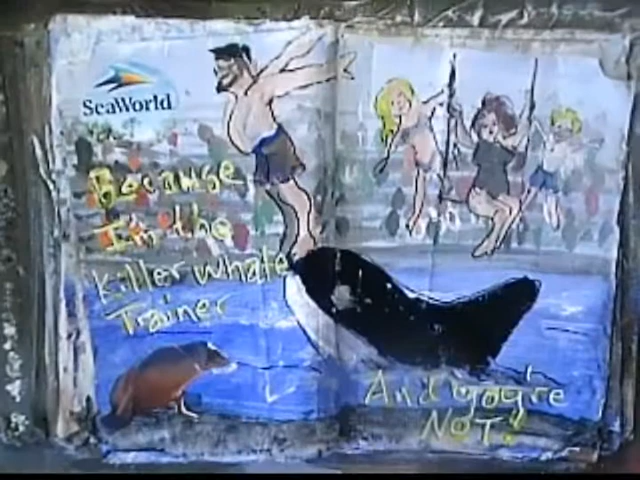 SeaWorld
Because
I'm the
Killer whale
Trainer
And you're
NOT!